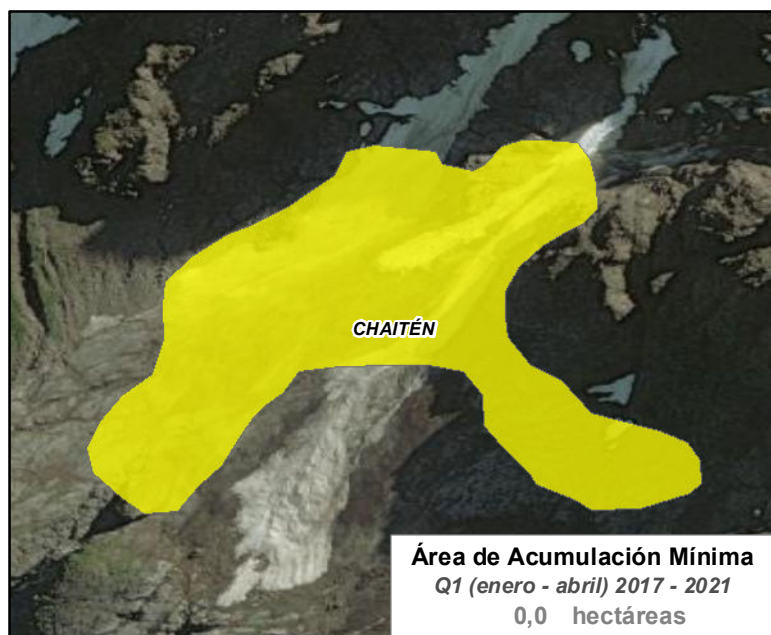 CHAITÉN
Área de Acumulación Mínima
Q1 (enero - abril) 2017 - 2021
0,0 hectáreas